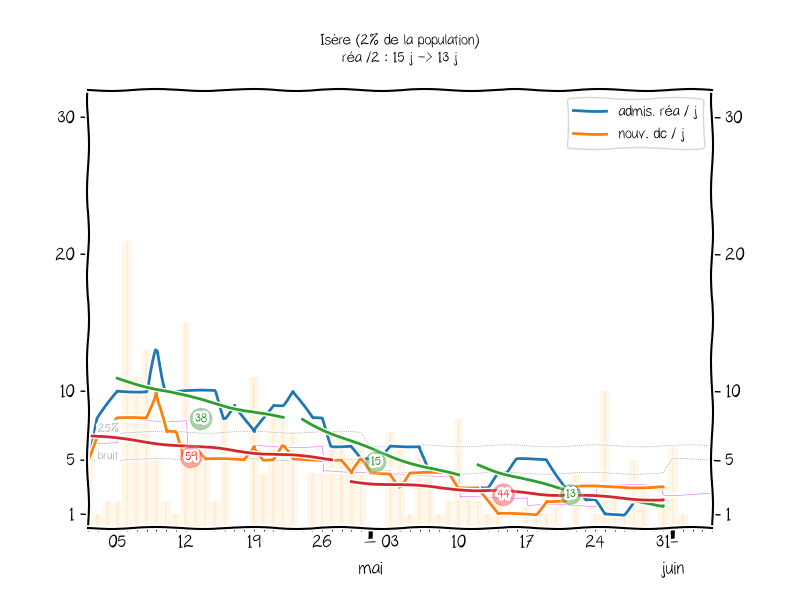 Isère (2% de la population)
réa /2 : 15 j -> 13 j
admis. réa / j
nouv. dc / j
30
30
20
20
10
10
25%
38
bruit
59
15
5
5
44
13
1
1
05 12 19 26 03 10 17 24 31
mai juin